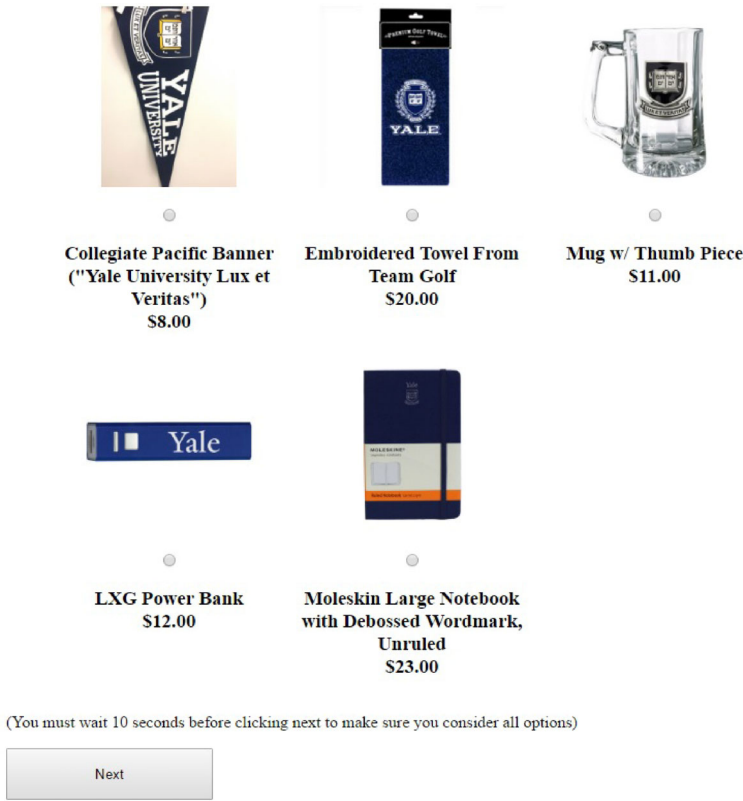 YALE
UNIVERSITY
PREMIUM GOLF TOWEL
YALE
Collegiate Pacific Banner
("Yale University Lux et
Veritas")
$8.00
Embroidered Towel From
Team Golf
$20.00
Mug w/ Thumb Piece
$11.00
Yale
Yale
MOLESKINE
LXG Power Bank
$12.00
Moleskin Large Notebook
with Debossed Wordmark,
Unruled
$23.00
(You must wait 10 seconds before clicking next to make sure you consider all options)
Next